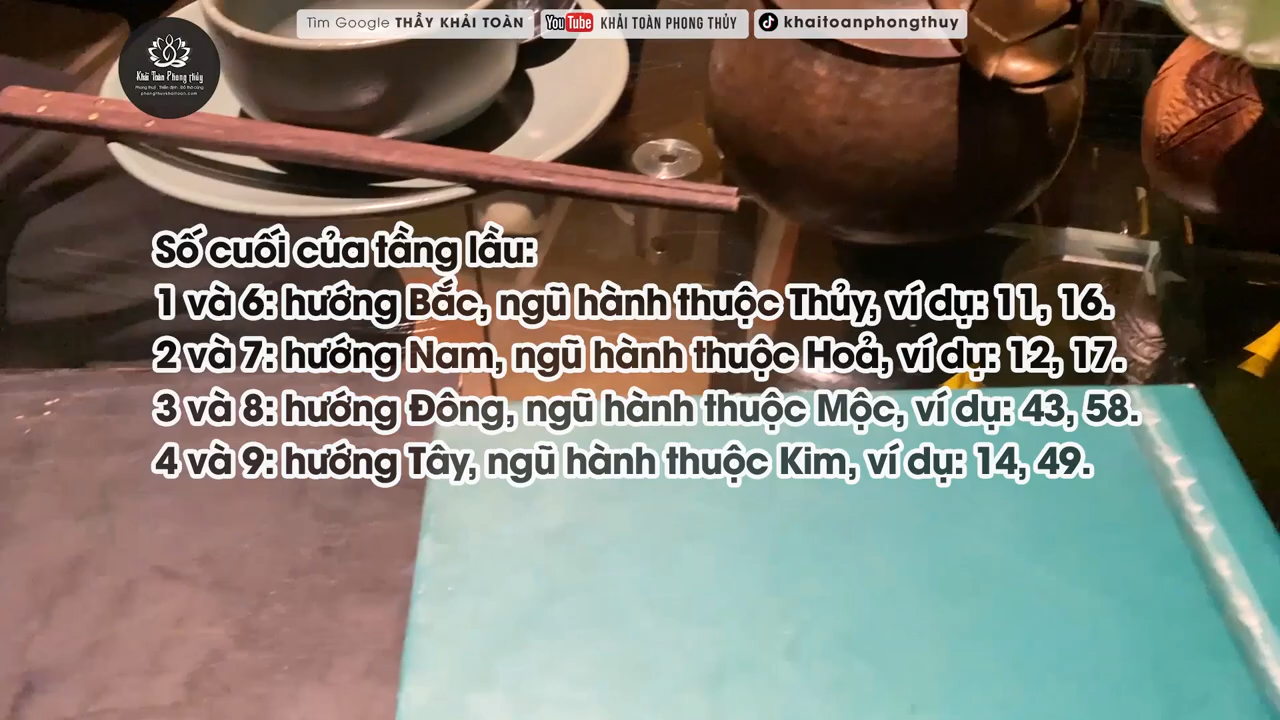 Tìm Google THẦY KHẢI TOÀN
YouTube KHẢI TOÀN PHONG THỦY
khaitoanphongthuy
Khải Toàn Phong thủy
phongthuykhaitoan.com
Số cuối của tầng lầu:
1 và 6: hướng Bắc, ngũ hành thuộc Thủy, ví dụ: 11, 16.
2 và 7: hướng Nam, ngũ hành thuộc Hoả, ví dụ: 12, 17.
3 và 8: hướng Đông, ngũ hành thuộc Mộc, ví dụ: 43, 58.
4 và 9: hướng Tây, ngũ hành thuộc Kim, ví dụ: 14, 49.